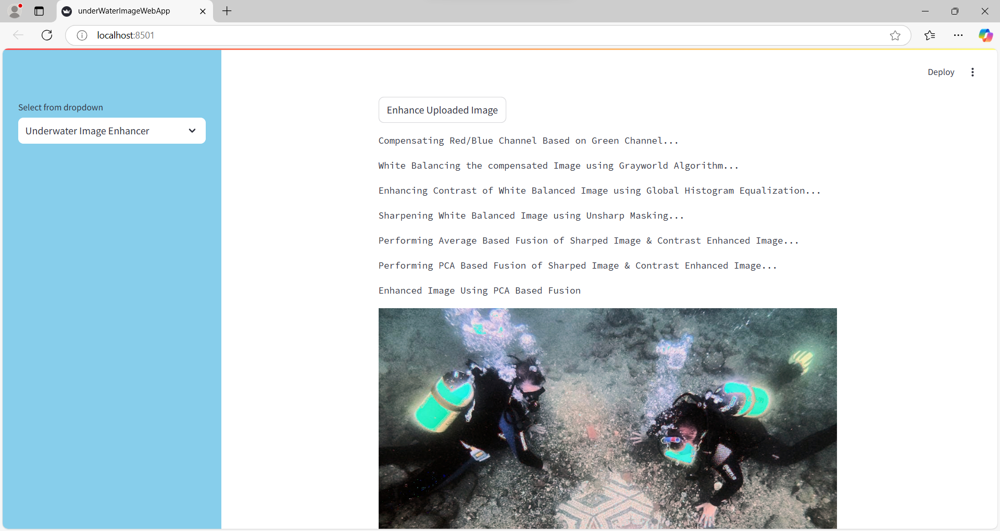 underWaterImageWebApp
localhost:8501
Deploy
Select from dropdown
Underwater Image Enhancer
Enhance Uploaded Image
Compensating Red/Blue Channel Based on Green Channel...
White Balancing the compensated Image using Grayworld Algorithm...
Enhancing Contrast of White Balanced Image using Global Histogram Equalization...
Sharpening White Balanced Image using Unsharp Masking...
Performing Average Based Fusion of Sharped Image & Contrast Enhanced Image...
Performing PCA Based Fusion of Sharped Image & Contrast Enhanced Image...
Enhanced Image Using PCA Based Fusion